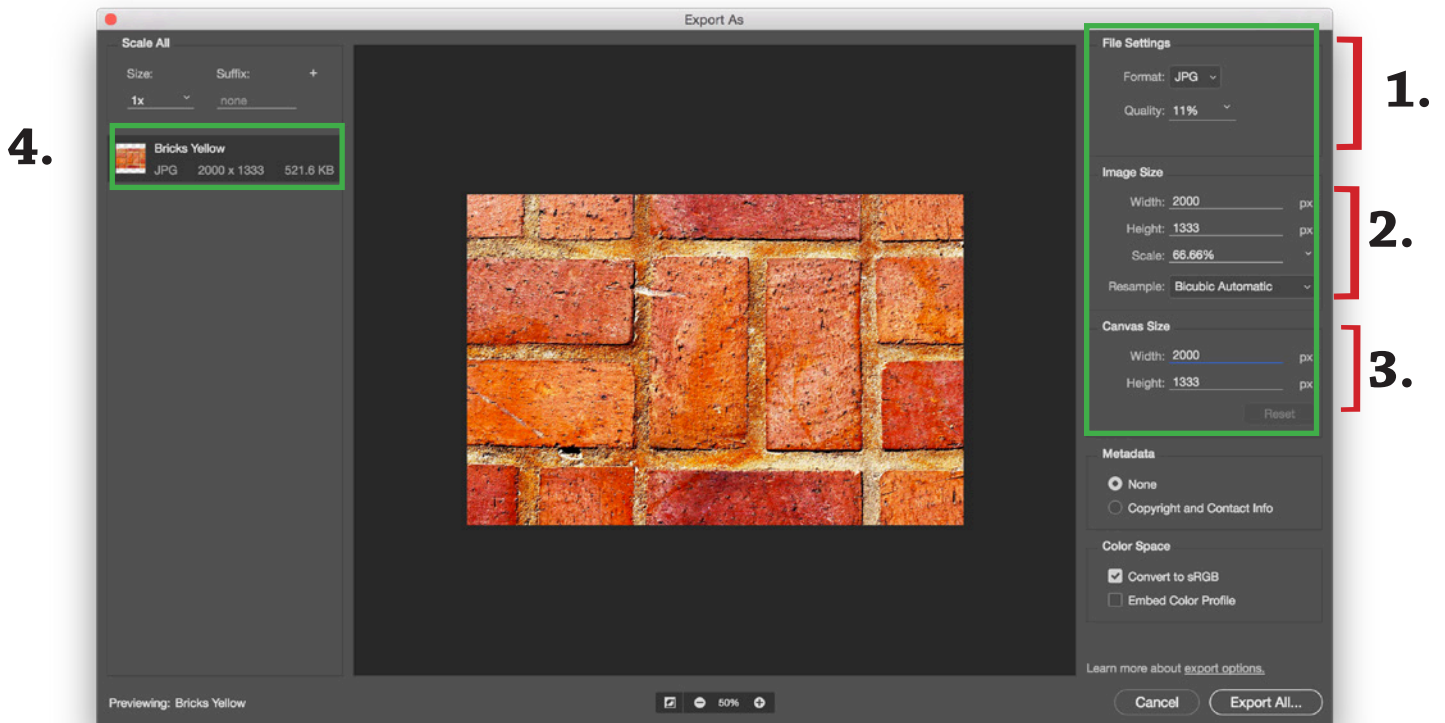 Export As
4.
Scale All
Size: Suffix: +
1x none
Bricks Yellow
JPG 2000 x 1333 521.6 KB
File Settings
Format: JPG
Quality: 11%
1.
Image Size
Width: 2000 px
Height: 1333 px
Scale: 66.66%
Resample: Bicubic Automatic
2.
Canvas Size
Width: 2000 px
Height: 1333 px
Reset
3.
Metadata
None
Copyright and Contact Info
Color Space
Convert to sRGB
Embed Color Profile
Learn more about export options.
Previewing: Bricks Yellow
50%
Cancel Export All...